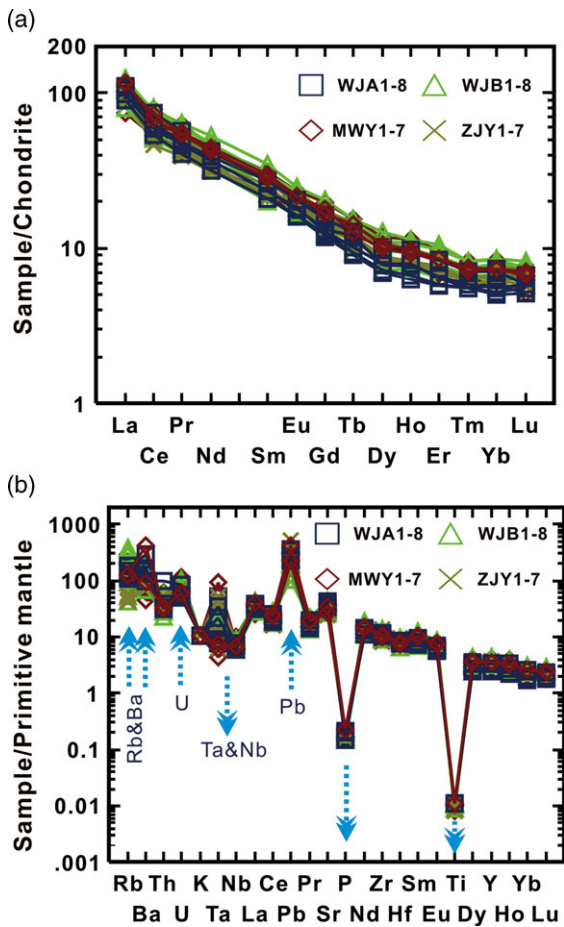 (a)
200
100
10
1
Sample/Chondrite
WJA1-8 WJB1-8
MWY1-7 ZJY1-7
La Pr Eu Tb Ho Tm Lu
Ce Nd Sm Gd Dy Er Yb
(b)
1000
100
10
1
0.1
0.01
.001
Sample/Primitive mantle
WJA1-8 WJB1-8
MWY1-7 ZJY1-7
Rb&Ba
U
Ta&Nb
Pb
Rb Th K Nb Ce Pr P Zr Sm Ti Y Yb
Ba U Ta La Pb Sr Nd Hf Eu Dy Ho Lu